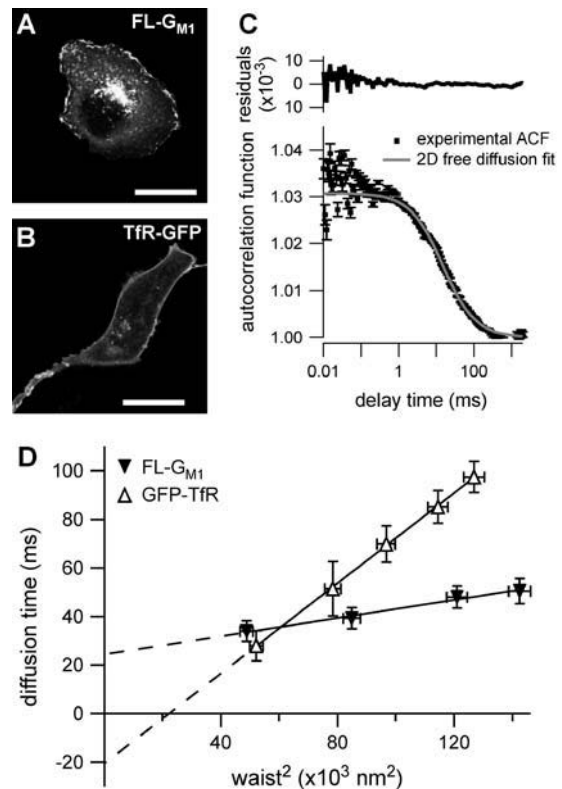 A
FL-G_M1
B
TfR-GFP
C
residuals
(x10⁻³)
10
0
10
autocorrelation function
1.04
1.03
1.02
1.01
1.00
experimental ACF
2D free diffusion fit
0.01
1
100
delay time (ms)
D
FL-G_M1
GFP-TfR
diffusion time (ms)
100
80
60
40
20
0
-20
40
80
120
waist² (x10³ nm²)